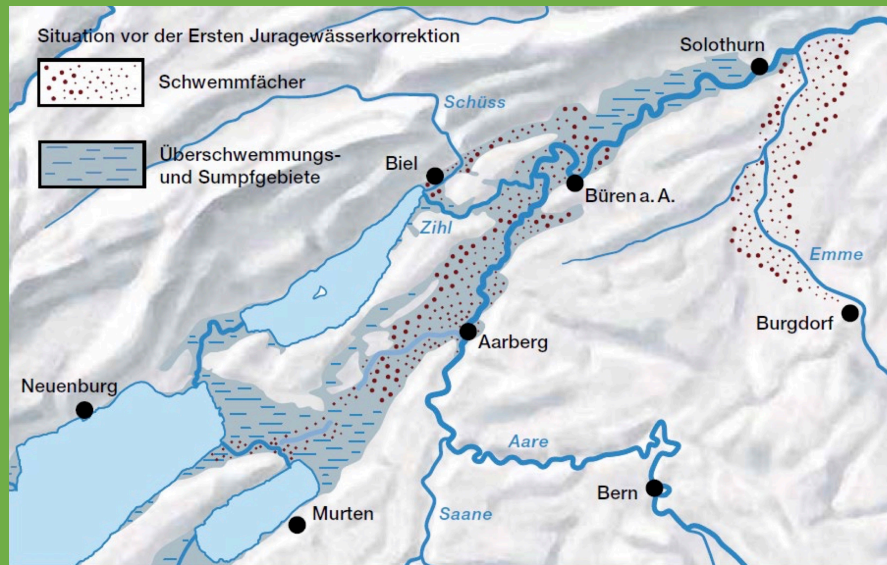 Situation vor der Ersten Juragewässerkorrektion
Schwemmfächer
Überschwemmungs-
und Sumpfgebiete
Solothurn
Schüss
Biel
Büren a. A.
Zihl
Emme
Burgdorf
Aarberg
Neuenburg
Aare
Bern
Saane
Murten